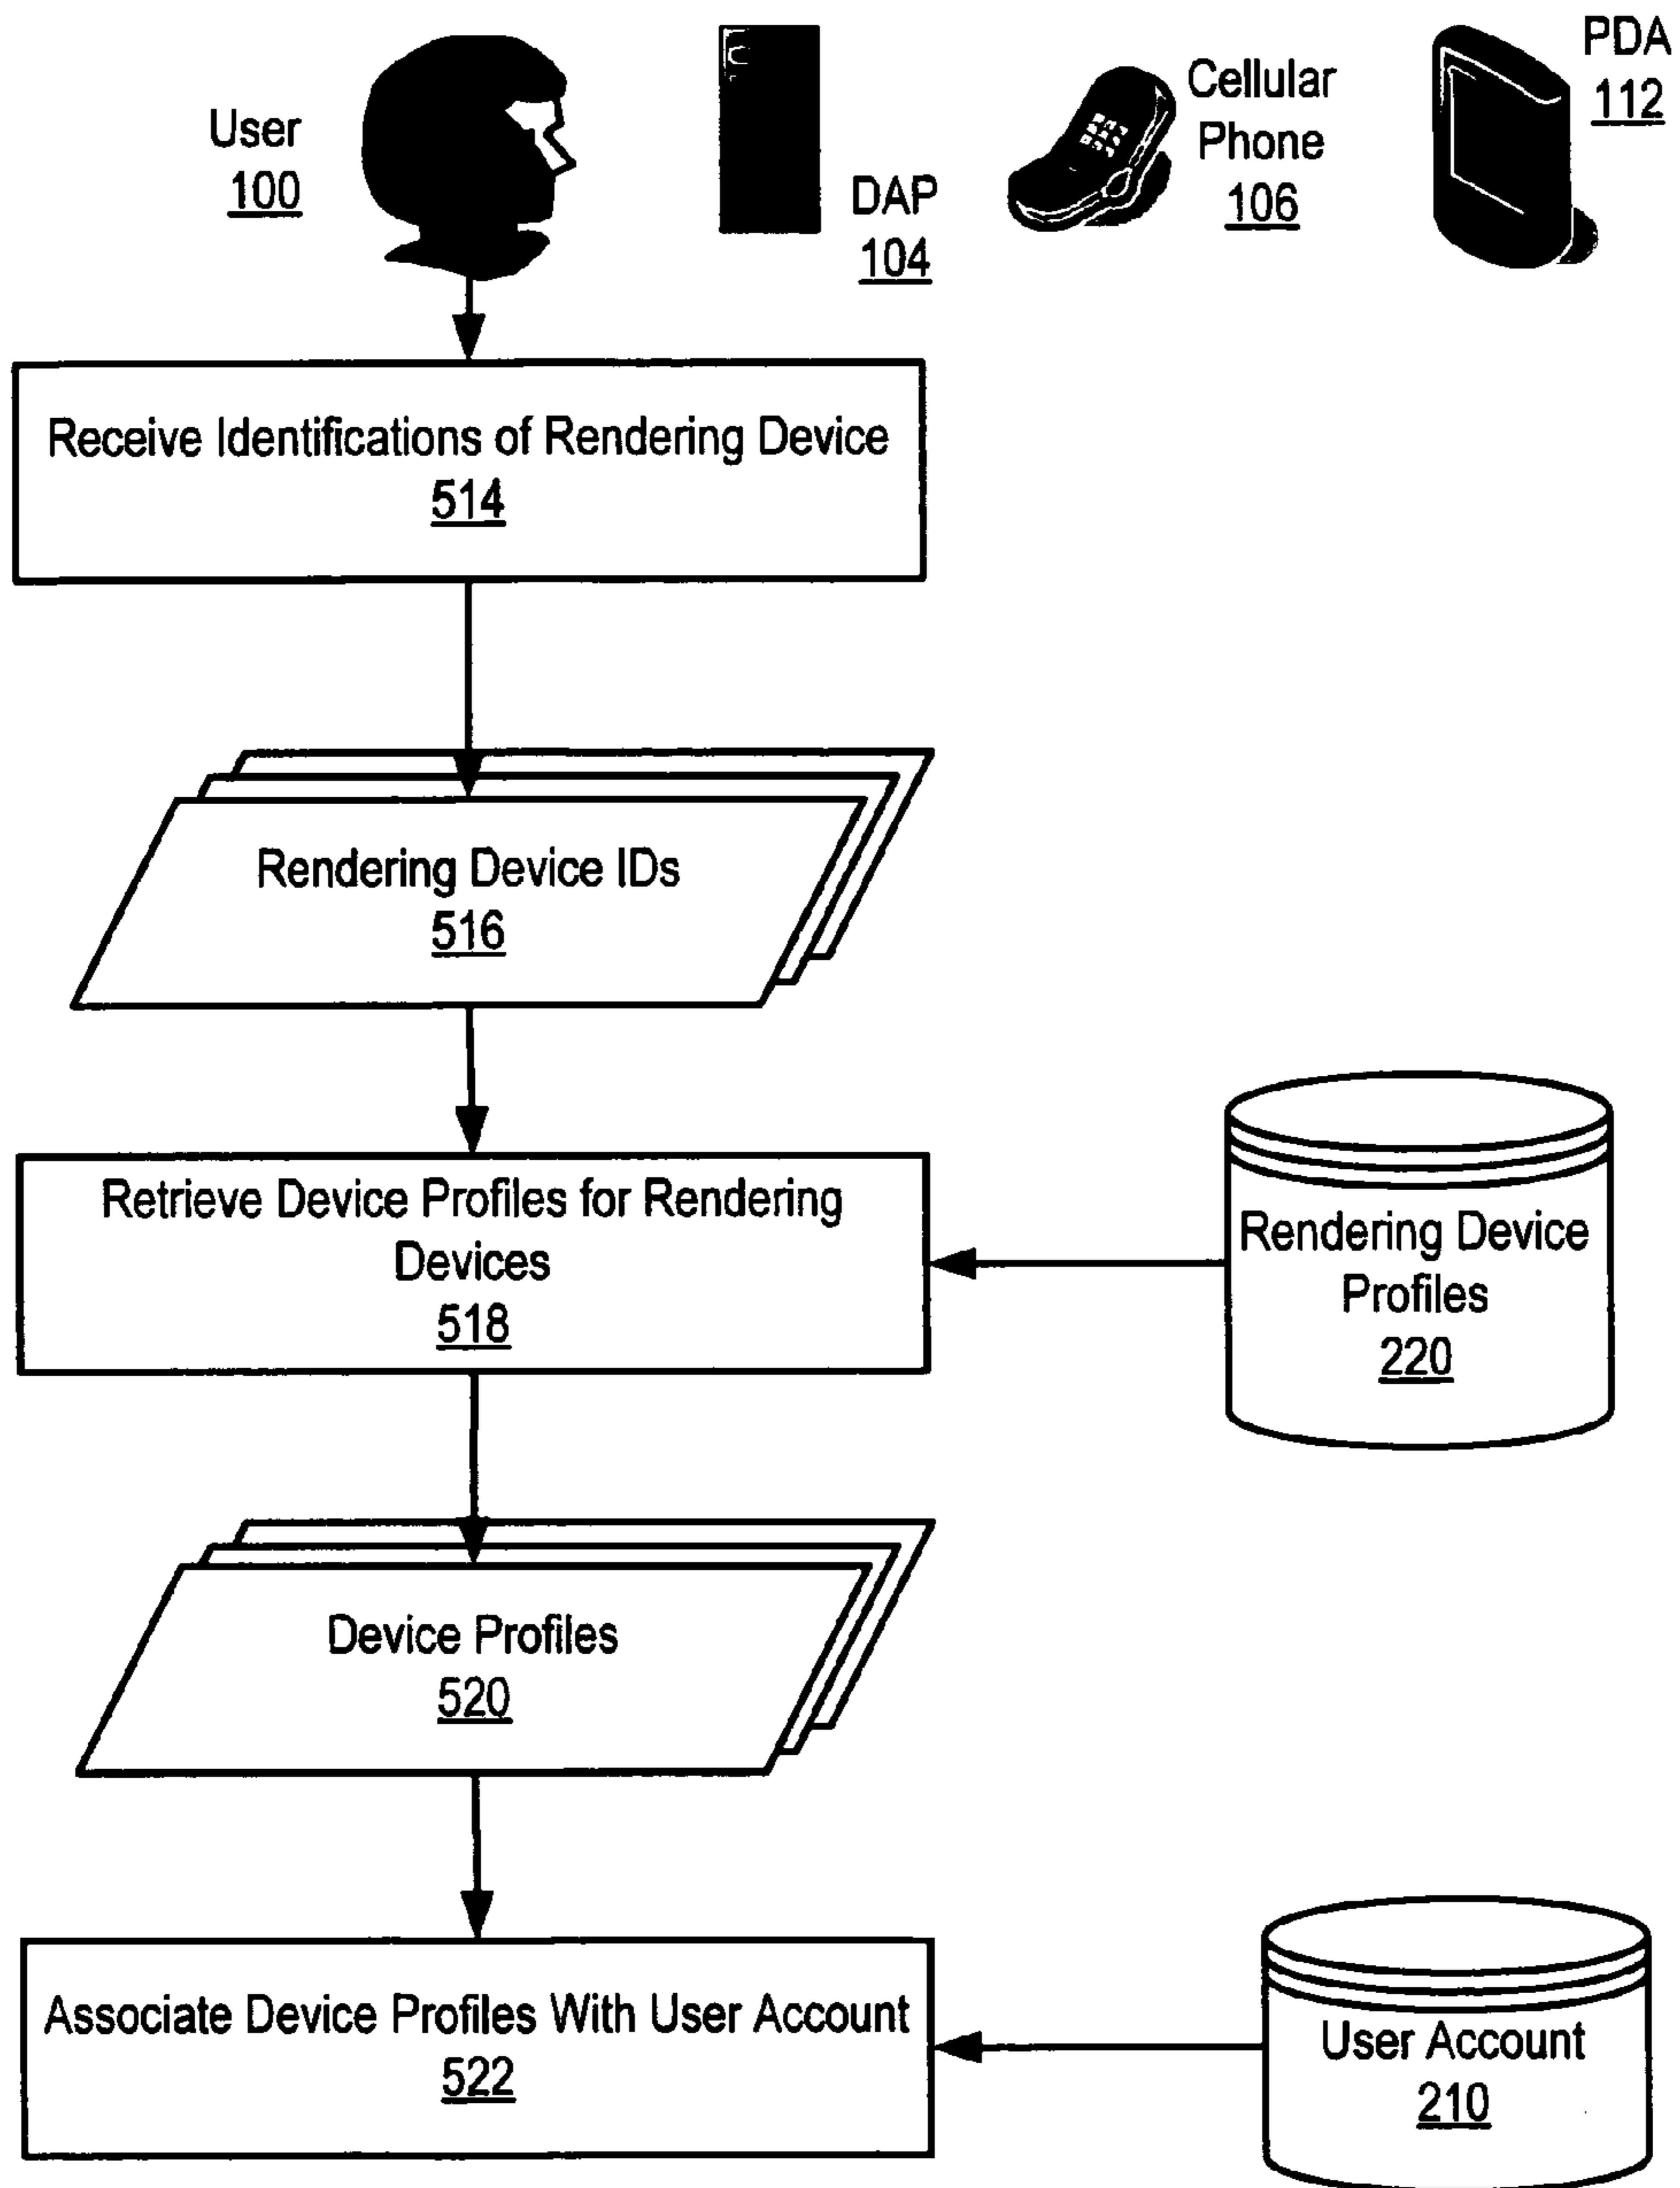 User
100
DAP
104
Cellular
Phone
106
PDA
112
Receive Identifications of Rendering Device
514
Rendering Device IDs
516
Retrieve Device Profiles for Rendering
Devices
518
Rendering Device
Profiles
220
Device Profiles
520
Associate Device Profiles With User Account
522
User Account
210